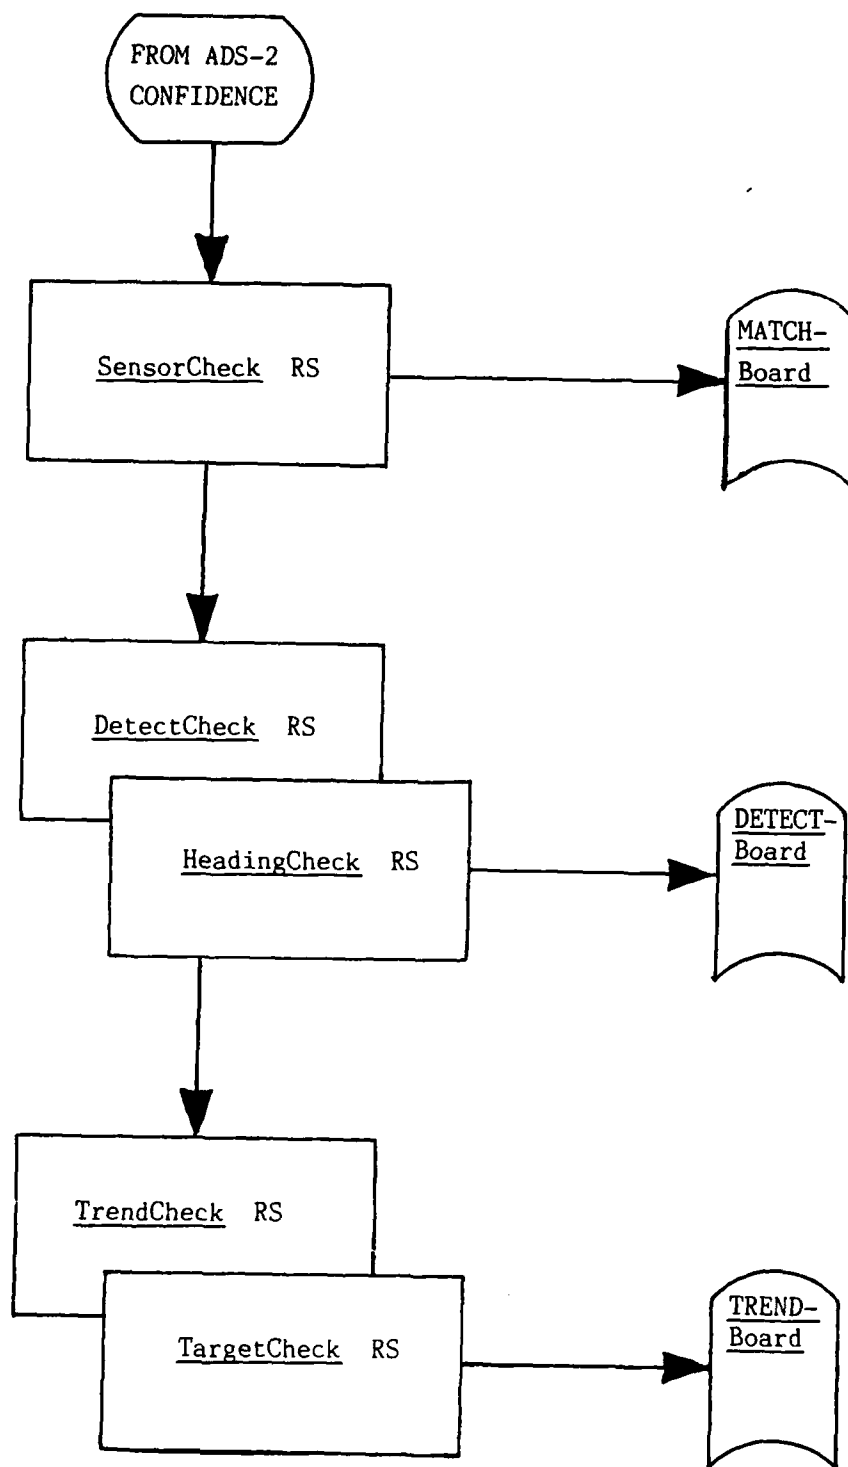 FROM ADS-2
CONFIDENCE
SensorCheck RS
MATCH-
Board
DetectCheck RS
HeadingCheck RS
DETECT-
Board
TrendCheck RS
TargetCheck RS
TREND-
Board